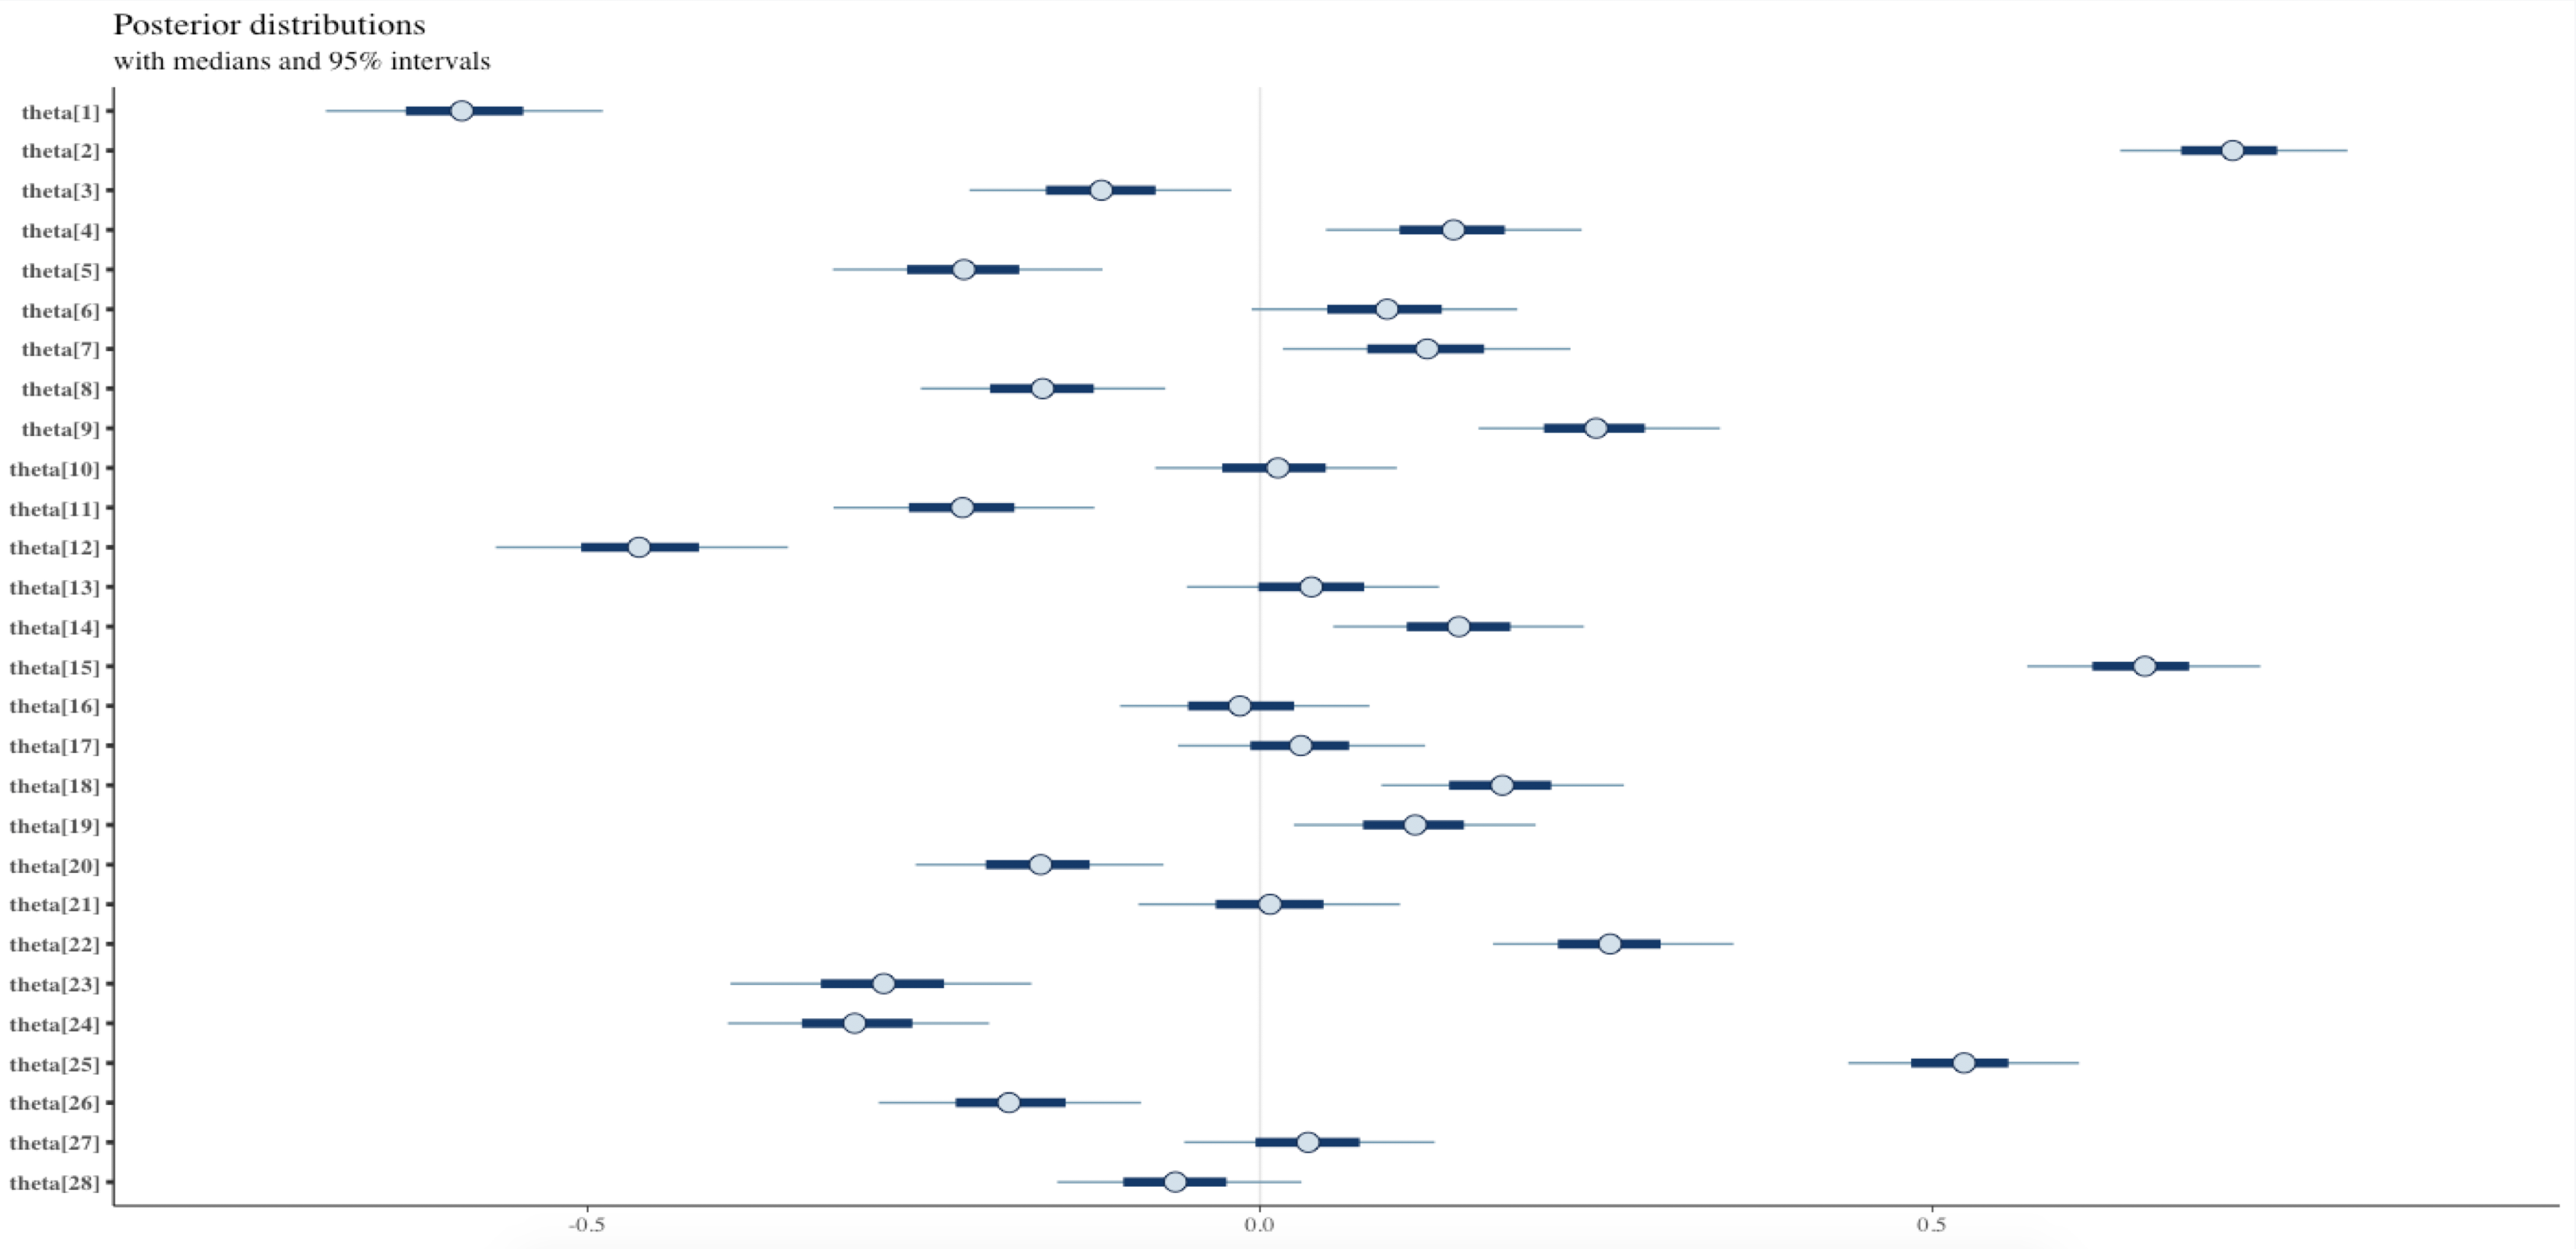 Posterior distributions
with medians and 95% intervals
theta[1]
theta[2]
theta[3]
theta[4]
theta[5]
theta[6]
theta[7]
theta[8]
theta[9]
theta[10]
theta[11]
theta[12]
theta[13]
theta[14]
theta[15]
theta[16]
theta[17]
theta[18]
theta[19]
theta[20]
theta[21]
theta[22]
theta[23]
theta[24]
theta[25]
theta[26]
theta[27]
theta[28]
-0.5 0.0 0.5